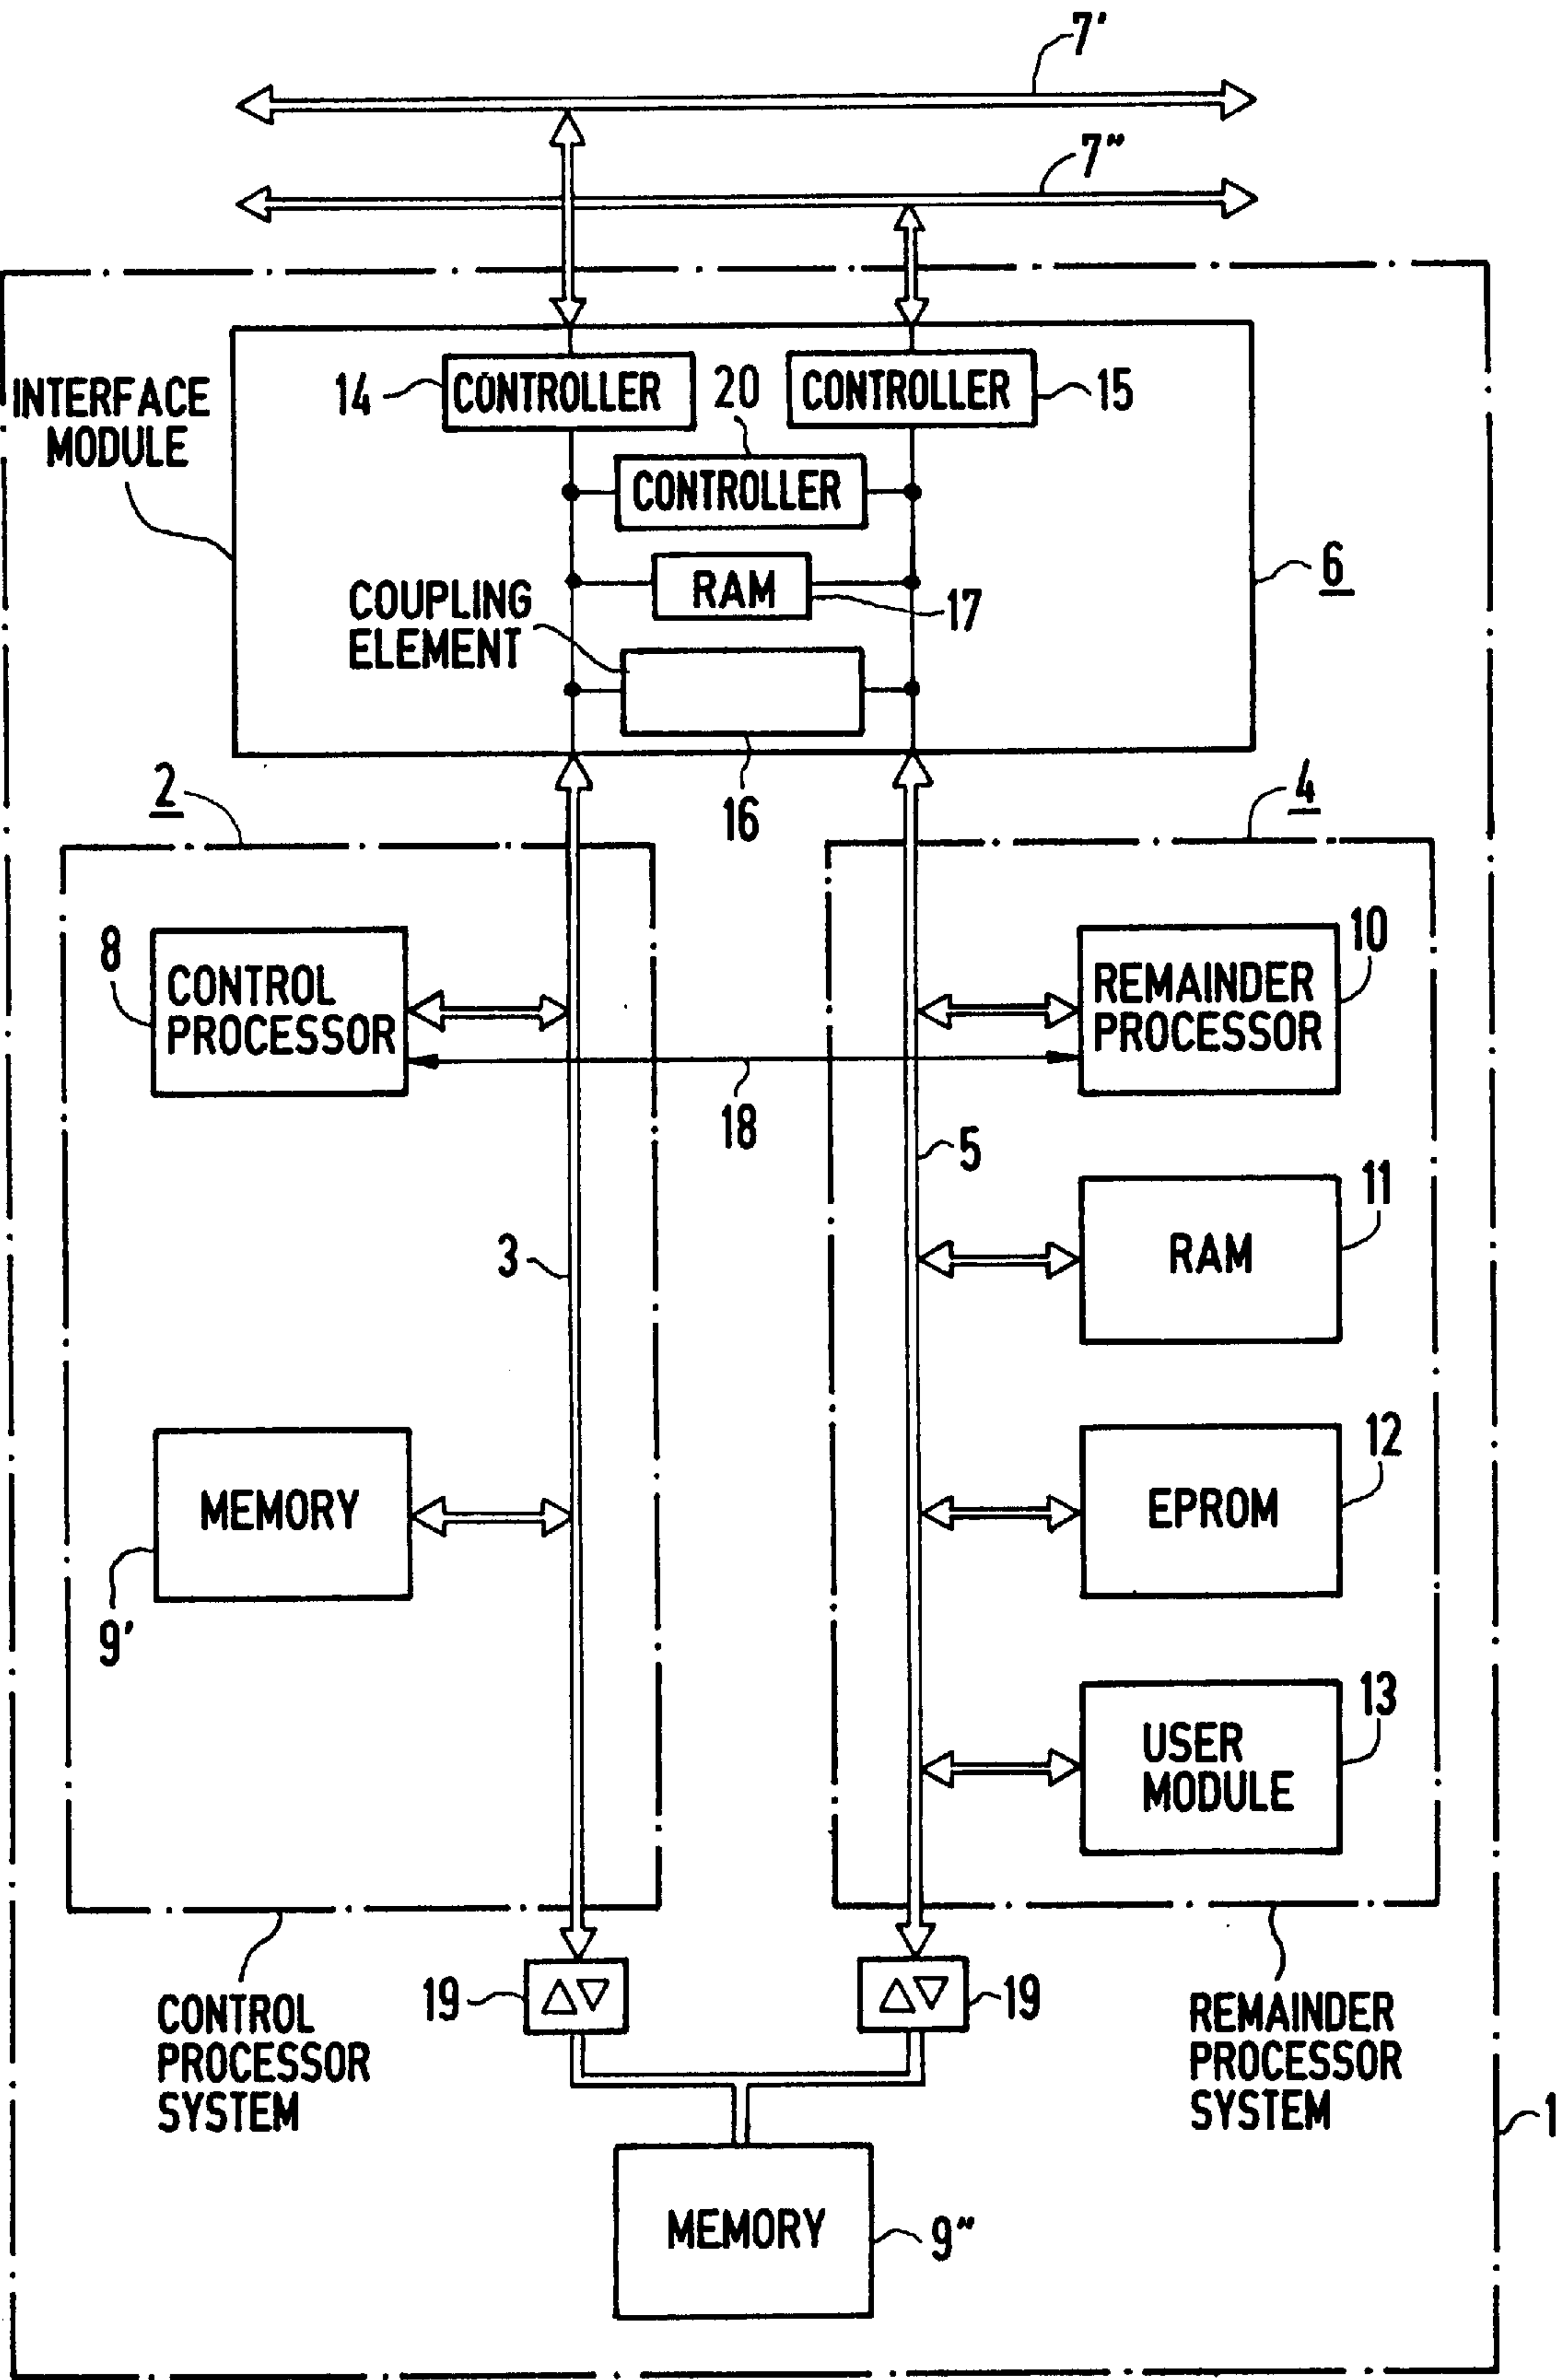 7'
7"
INTERFACE
MODULE
14
CONTROLLER
20
CONTROLLER
15
CONTROLLER
6
COUPLING
ELEMENT
RAM
17
16
2
4
8
CONTROL
PROCESSOR
10
REMAINDER
PROCESSOR
18
5
11
RAM
3
12
MEMORY
EPROM
9'
13
USER
MODULE
19
19
CONTROL
PROCESSOR
SYSTEM
REMAINDER
PROCESSOR
SYSTEM
1
MEMORY
9"